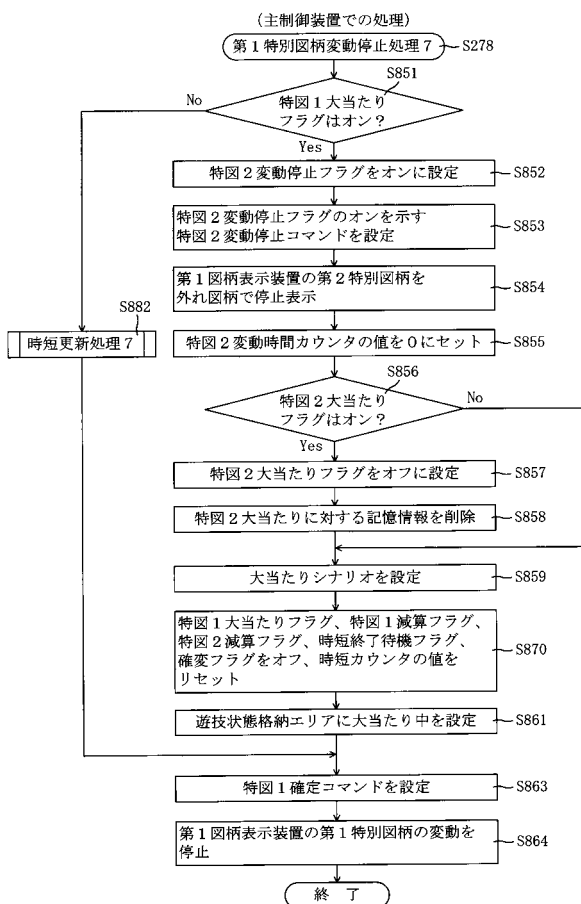 (主制御装置での処理)
第1特別図柄変動停止処理7
S278
S851
特図1大当たり
フラグはオン?
No
Yes
特図2変動停止フラグをオンに設定
S852
特図2変動停止フラグのオンを示す
特図2変動停止コマンドを設定
S853
第1図柄表示装置の第2特別図柄を
外れ図柄で停止表示
S854
S882
時短更新処理7
特図2変動時間カウンタの値を0にセット
S855
S856
特図2大当たり
フラグはオン?
No
Yes
特図2大当たりフラグをオフに設定
S857
特図2大当たりに対する記憶情報を削除
S858
大当たりシナリオを設定
S859
特図1大当たりフラグ、特図1減算フラグ、
特図2減算フラグ、時短終了待機フラグ、
確変フラグをオフ、時短カウンタの値を
リセット
S870
遊技状態格納エリアに大当たり中を設定
S861
特図1確定コマンドを設定
S863
第1図柄表示装置の第1特別図柄の変動を
停止
S864
終 了